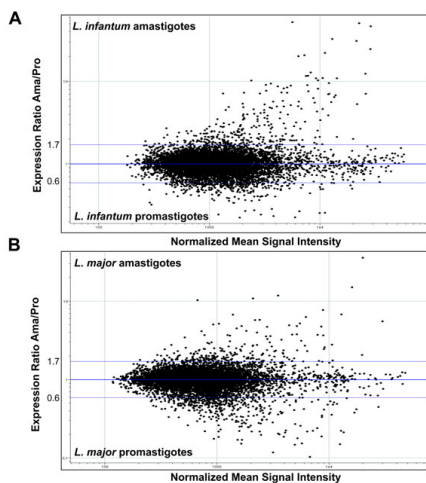 A
L. infantum amastigotes
Expression Ratio Ama/Pro
1.7
0.6
L. infantum promastigotes
Normalized Mean Signal Intensity
B
L. major amastigotes
Expression Ratio Ama/Pro
1.7
0.6
L. major promastigotes
Normalized Mean Signal Intensity